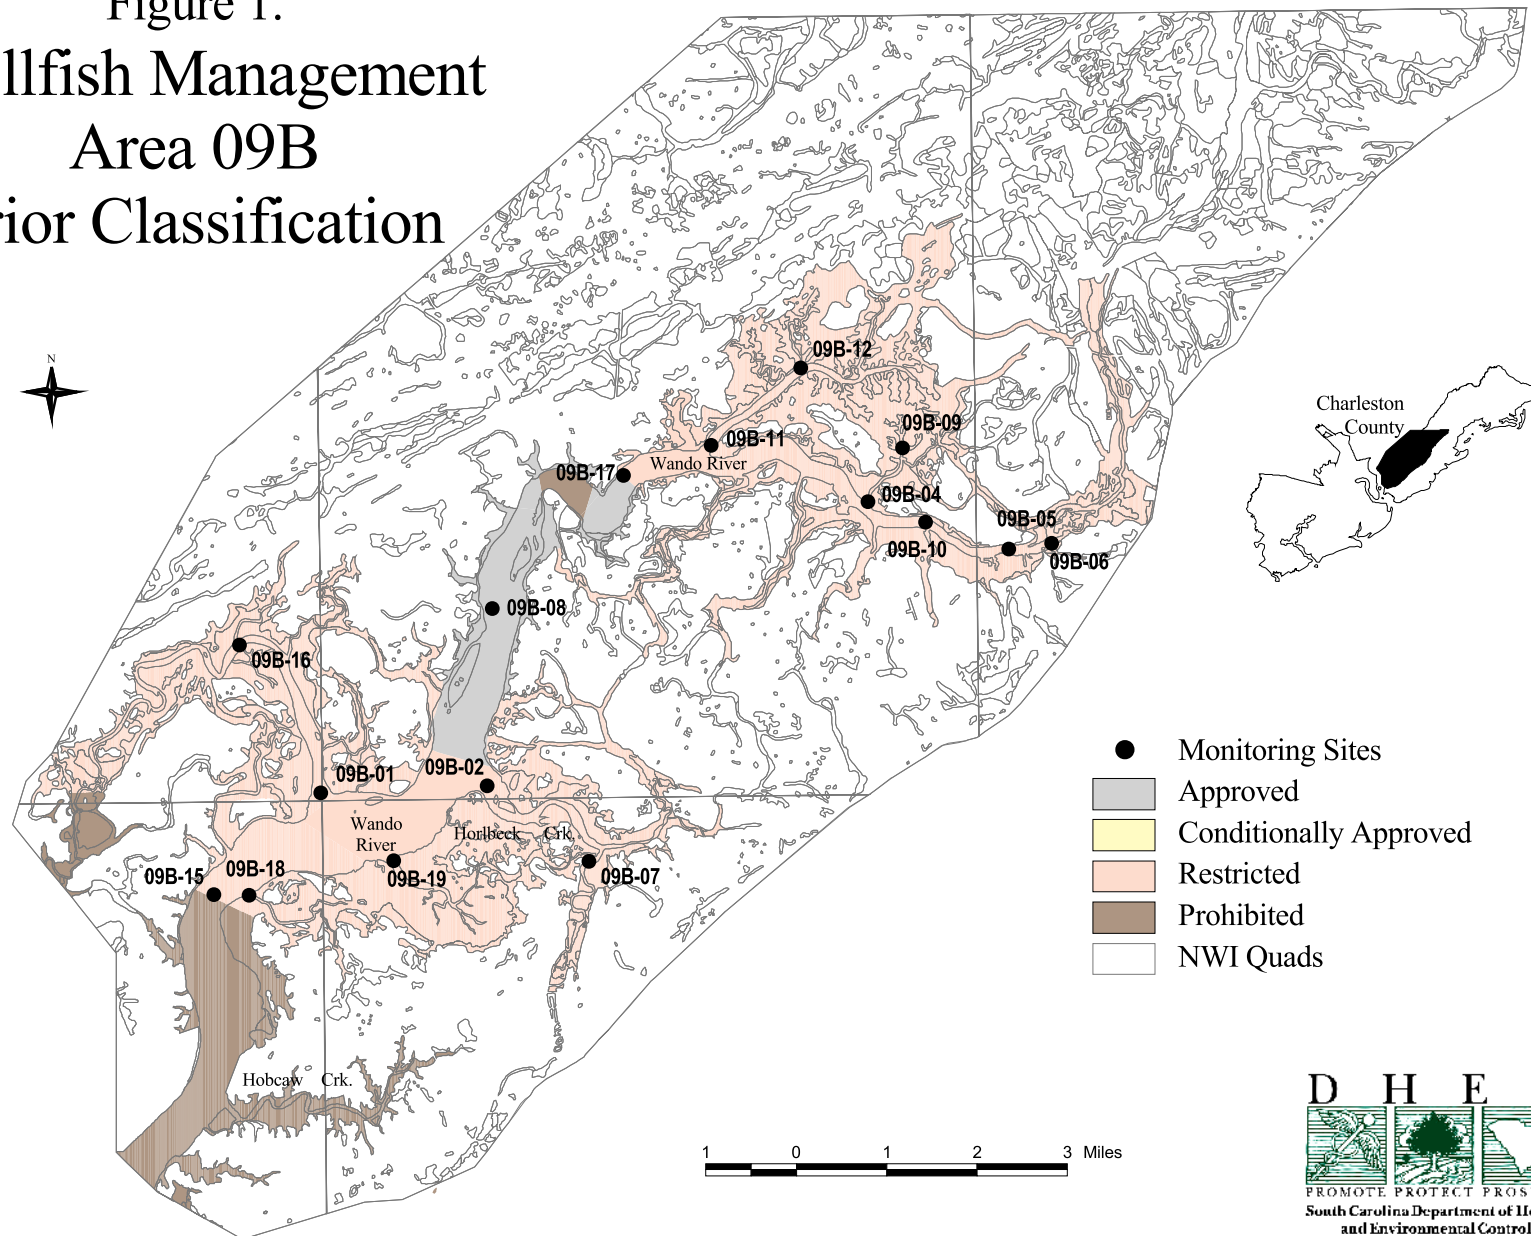 Figure 1.
llfish Management
Area 09B
ior Classification
N
09B-12
09B-09
09B-11
Wando River
09B-17
09B-04
09B-05
09B-10
09B-06
09B-08
09B-16
09B-01
09B-02
Wando
River
Horlbeck Crk.
09B-19
09B-07
09B-15
09B-18
Hobcaw Crk.
Charleston
County
Monitoring Sites
Approved
Conditionally Approved
Restricted
Prohibited
NWI Quads
1 0 1 2 3 Miles
D H E
PROMOTE PROTECT PROS
South Carolina Department of He
and Environmental Control